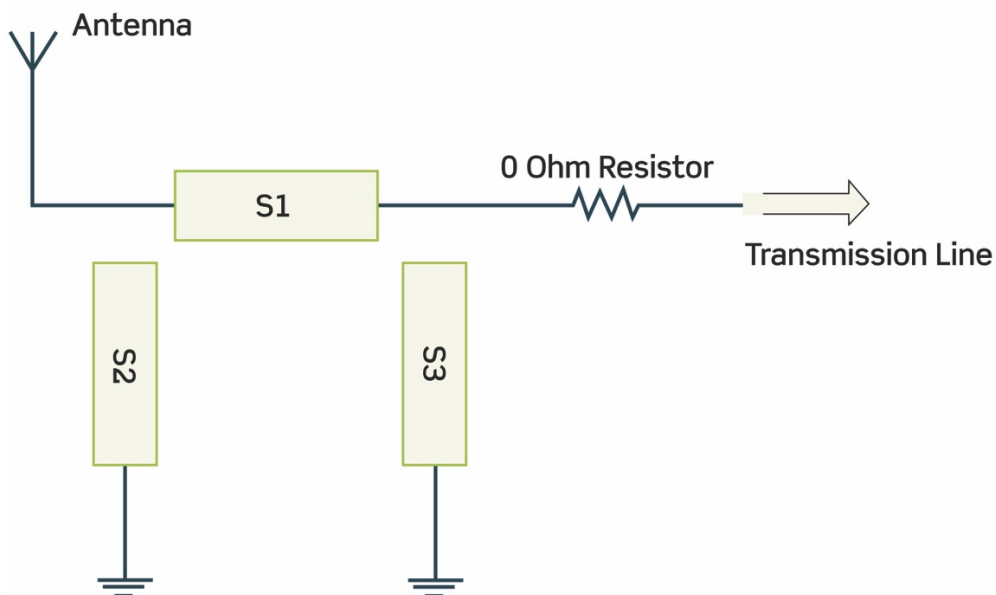 Antenna
0 Ohm Resistor
S1
Transmission Line
S2
S3